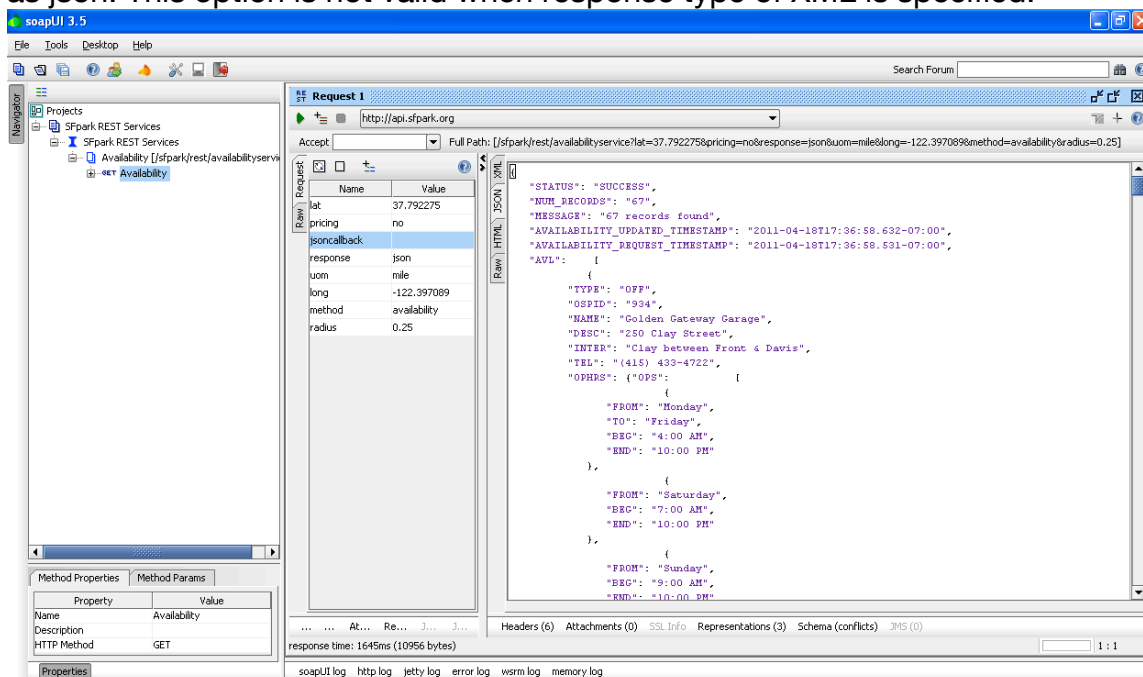 as json. This option is not valid when response type of XML is specified.
soapUI 3.5
File Tools Desktop Help
Search Forum
Navigator
Projects
SFpark REST Services
SFpark REST Services
Availability [/sfpark/rest/availabilityservi
GET Availability
REST Request 1
http://api.sfpark.org
Accept Full Path: [/sfpark/rest/availabilityservice?lat=37.792275&pricing=no&response=json&uom=mile&long=-122.397089&method=availability&radius=0.25]
Request
Raw
Name Value
lat 37.792275
pricing no
jsoncallback
response json
uom mile
long -122.397089
method availability
radius 0.25
XML
JSON
HTML
Raw
{
"STATUS": "SUCCESS",
"NUM_RECORDS": "67",
"MESSAGE": "67 records found",
"AVAILABILITY_UPDATED_TIMESTAMP": "2011-04-18T17:36:58.632-07:00",
"AVAILABILITY_REQUEST_TIMESTAMP": "2011-04-18T17:36:58.531-07:00",
"AVL": [
{
"TYPE": "OFF",
"OSPID": "934",
"NAME": "Golden Gateway Garage",
"DESC": "250 Clay Street",
"INTER": "Clay between Front & Davis",
"TEL": "(415) 433-4722",
"OPHRS": {"OPS": [
{
"FROM": "Monday",
"TO": "Friday",
"BEG": "4:00 AM",
"END": "10:00 PM"
},
{
"FROM": "Saturday",
"BEG": "7:00 AM",
"END": "10:00 PM"
},
{
"FROM": "Sunday",
"BEG": "9:00 AM",
"END": "10:00 PM"
Method Properties Method Params
Property Value
Name Availability
Description
HTTP Method GET
Properties
... ... At... Re... J... J...
Headers (6) Attachments (0) SSL Info Representations (3) Schema (conflicts) JMS (0)
response time: 1645ms (10956 bytes)
1 : 1
soapUI log http log jetty log error log wsrm log memory log